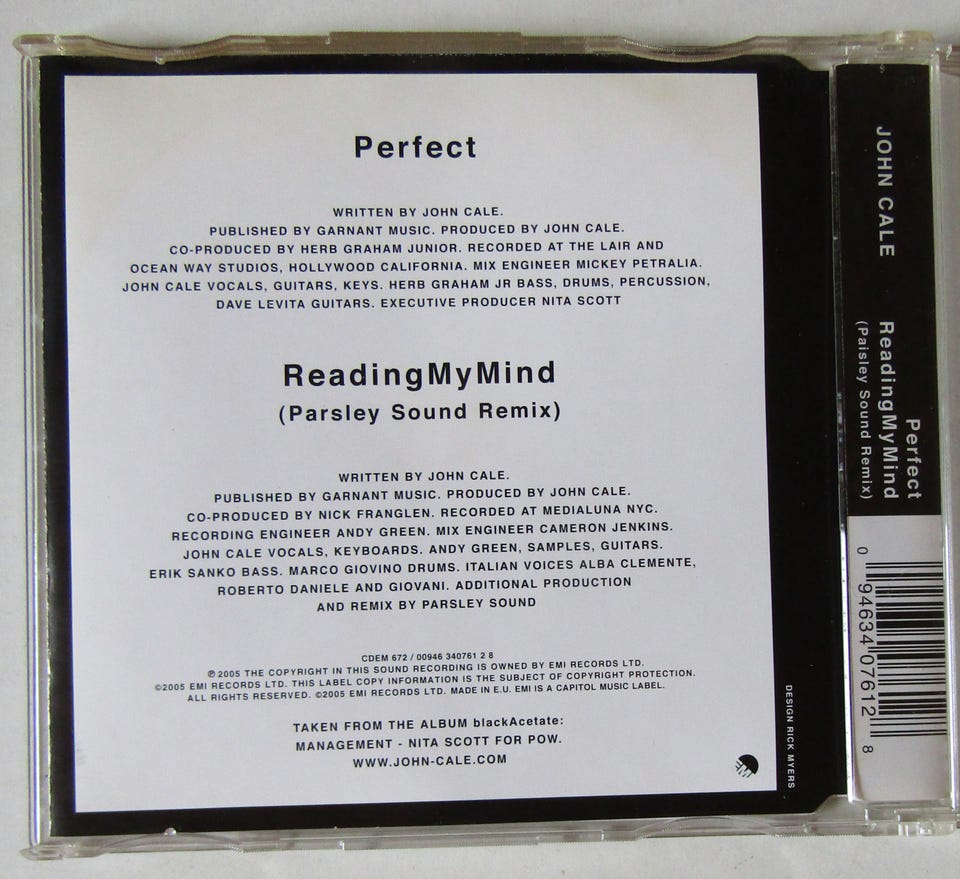 Perfect
WRITTEN BY JOHN CALE.
PUBLISHED BY GARNANT MUSIC. PRODUCED BY JOHN CALE.
CO-PRODUCED BY HERB GRAHAM JUNIOR. RECORDED AT THE LAIR AND
OCEAN WAY STUDIOS, HOLLYWOOD CALIFORNIA. MIX ENGINEER MICKEY PETRALIA.
JOHN CALE VOCALS, GUITARS, KEYS. HERB GRAHAM JR BASS, DRUMS, PERCUSSION,
DAVE LEVITA GUITARS. EXECUTIVE PRODUCER NITA SCOTT
ReadingMyMind
(Parsley Sound Remix)
WRITTEN BY JOHN CALE.
PUBLISHED BY GARNANT MUSIC. PRODUCED BY JOHN CALE.
CO-PRODUCED BY NICK FRANGLEN. RECORDED AT MEDIALUNA NYC.
RECORDING ENGINEER ANDY GREEN. MIX ENGINEER CAMERON JENKINS.
JOHN CALE VOCALS, KEYBOARDS. ANDY GREEN, SAMPLES, GUITARS.
ERIK SANKO BASS. MARCO GIOVINO DRUMS. ITALIAN VOICES ALBA CLEMENTE,
ROBERTO DANIELE AND GIOVANI. ADDITIONAL PRODUCTION
AND REMIX BY PARSLEY SOUND
CDEM 672 / 00946 340761 2 8
℗ 2005 THE COPYRIGHT IN THIS SOUND RECORDING IS OWNED BY EMI RECORDS LTD.
©2005 EMI RECORDS LTD. THIS LABEL COPY INFORMATION IS THE SUBJECT OF COPYRIGHT PROTECTION.
ALL RIGHTS RESERVED. ©2005 EMI RECORDS LTD. MADE IN E.U. EMI IS A CAPITOL MUSIC LABEL.
TAKEN FROM THE ALBUM blackAcetate:
MANAGEMENT - NITA SCOTT FOR POW.
WWW.JOHN-CALE.COM
DESIGN RICK MYERS
JOHN CALE
Perfect
ReadingMyMind
(Paisley Sound Remix)
0 94634 07612 8